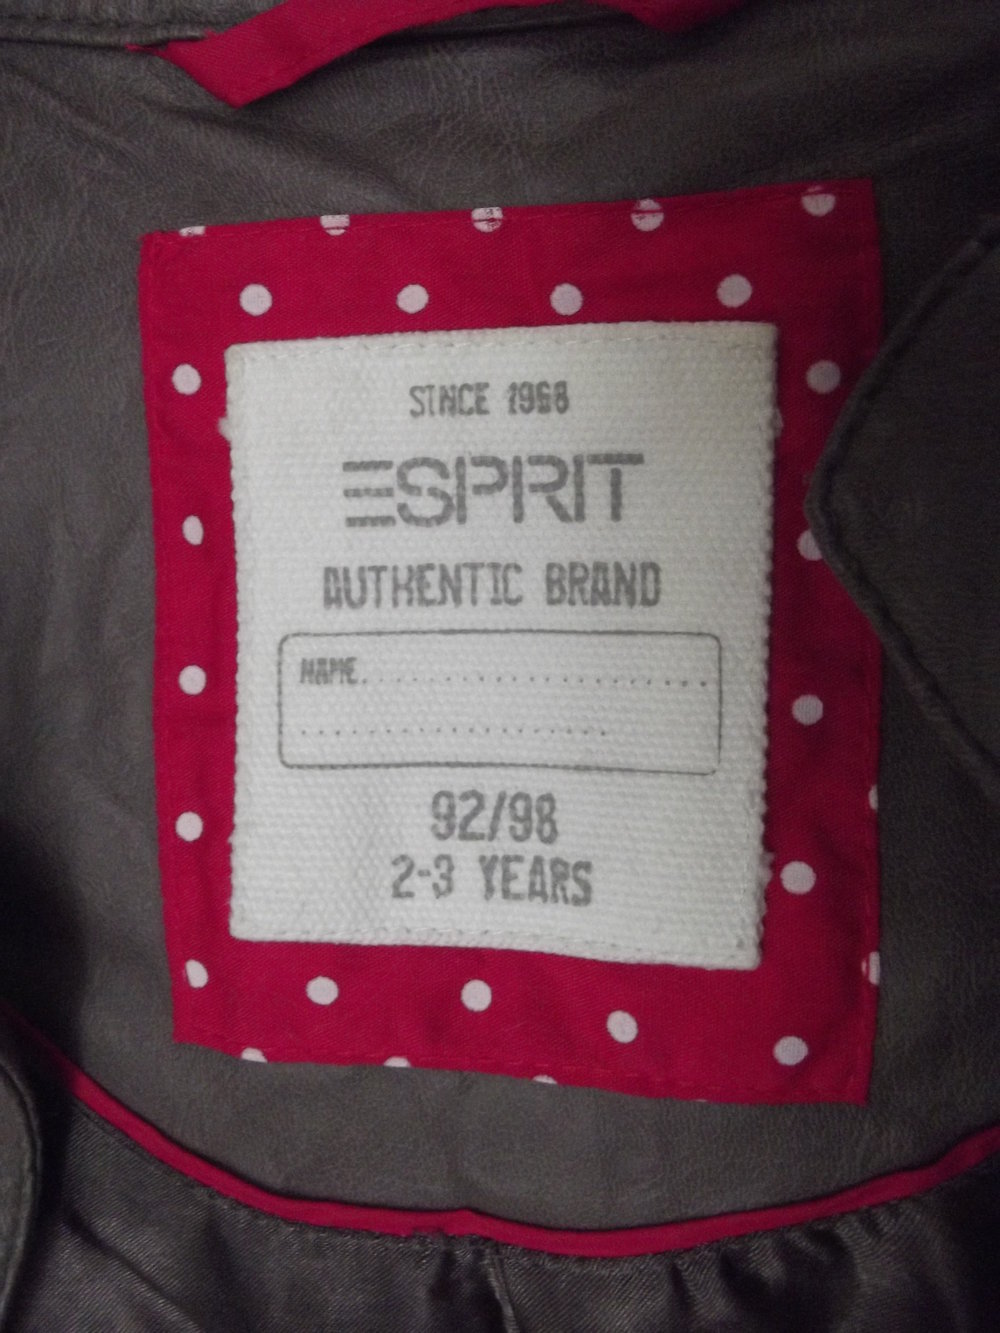 SINCE 1968
ESPRIT
AUTHENTIC BRAND
NAME......................
...................
92/98
2-3 YEARS